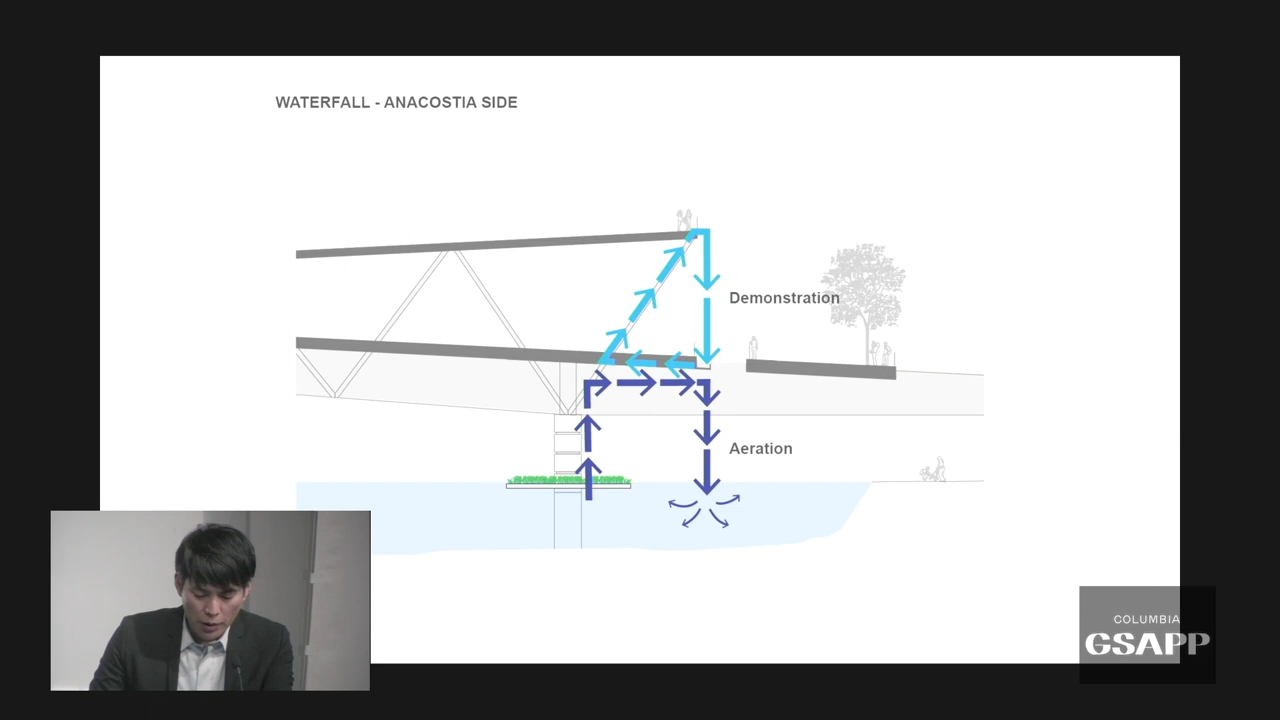 WATERFALL - ANACOSTIA SIDE
Demonstration
Aeration
COLUMBIA
GSAPP